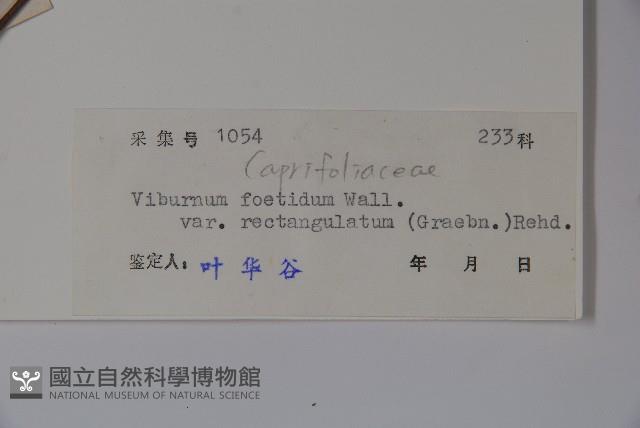 采集号 1054 233科
Caprifoliaceae
Viburnum foetidum Wall.
var. rectangulatum (Graebn.)Rehd.
鉴定人: 叶华谷 年 月 日
國立自然科學博物館
NATIONAL MUSEUM OF NATURAL SCIENCE